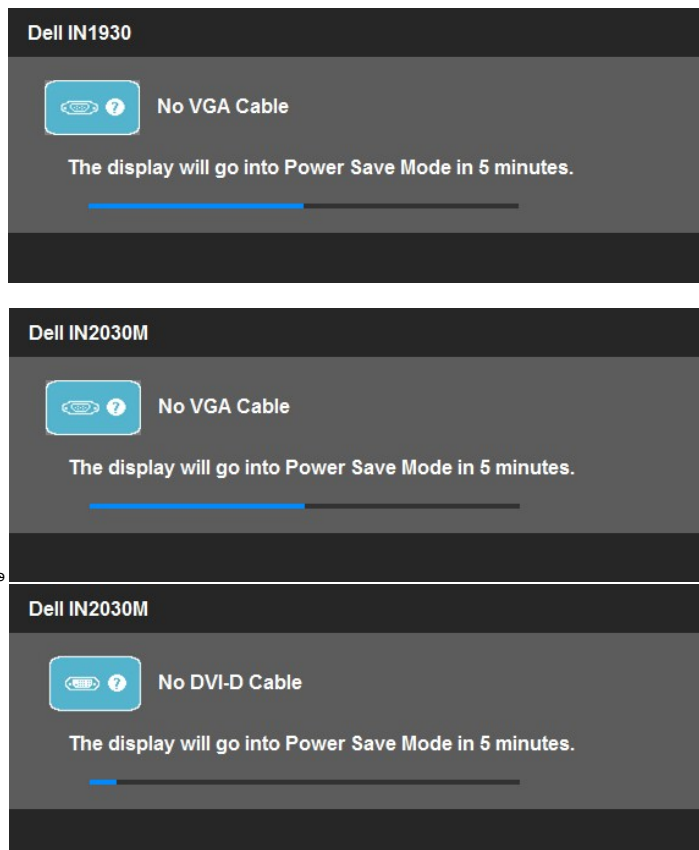 Dell IN1930
? No VGA Cable
The display will go into Power Save Mode in 5 minutes.
Dell IN2030M
? No VGA Cable
The display will go into Power Save Mode in 5 minutes.
Dell IN2030M
? No DVI-D Cable
The display will go into Power Save Mode in 5 minutes.